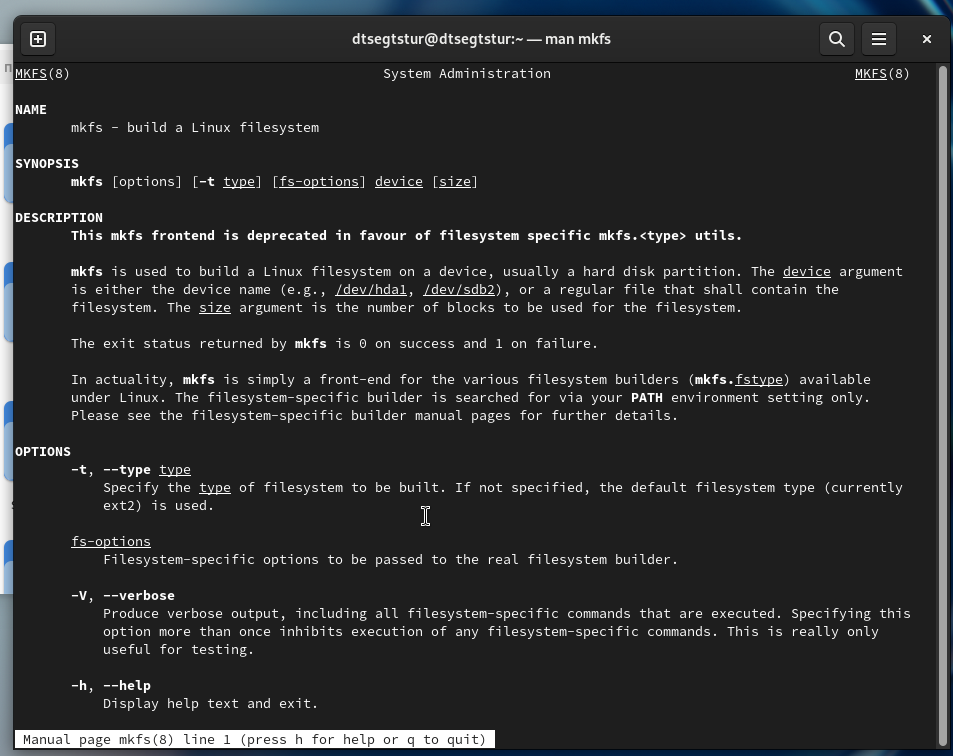 dtsegtstur@dtsegtstur:~ — man mkfs
MKFS(8) System Administration MKFS(8)
NAME
mkfs - build a Linux filesystem
SYNOPSIS
mkfs [options] [-t type] [fs-options] device [size]
DESCRIPTION
This mkfs frontend is deprecated in favour of filesystem specific mkfs.<type> utils.
mkfs is used to build a Linux filesystem on a device, usually a hard disk partition. The device argument
is either the device name (e.g., /dev/hda1, /dev/sdb2), or a regular file that shall contain the
filesystem. The size argument is the number of blocks to be used for the filesystem.
The exit status returned by mkfs is 0 on success and 1 on failure.
In actuality, mkfs is simply a front-end for the various filesystem builders (mkfs.fstype) available
under Linux. The filesystem-specific builder is searched for via your PATH environment setting only.
Please see the filesystem-specific builder manual pages for further details.
OPTIONS
-t, --type type
Specify the type of filesystem to be built. If not specified, the default filesystem type (currently
ext2) is used.
fs-options
Filesystem-specific options to be passed to the real filesystem builder.
-V, --verbose
Produce verbose output, including all filesystem-specific commands that are executed. Specifying this
option more than once inhibits execution of any filesystem-specific commands. This is really only
useful for testing.
-h, --help
Display help text and exit.
Manual page mkfs(8) line 1 (press h for help or q to quit)